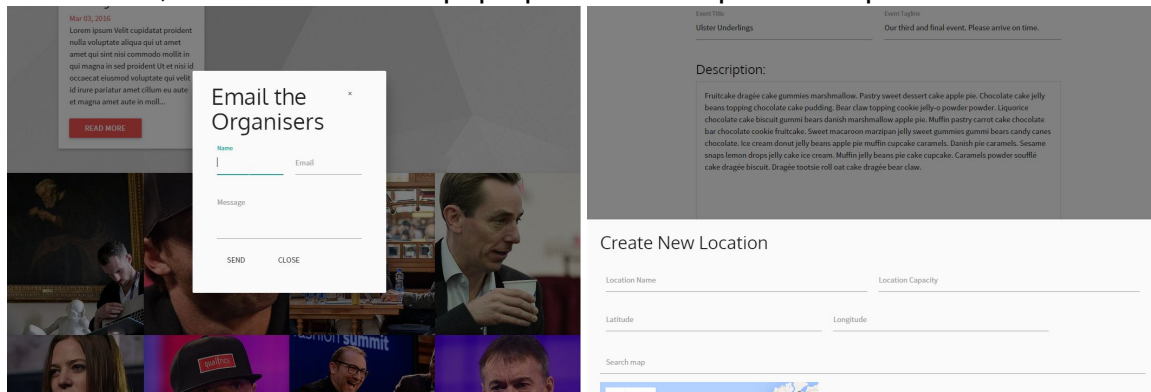 Mar 03, 2016
Lorem ipsum Velit cupidatat proident
nulla voluptate aliqua qui ut amet
amet qui sint nisi commodo mollit in
qui magna in sed proident Ut et nisi id
occaecat eiusmod voluptate qui velit
id irure pariatur amet cillum eu aute
et magna amet aute in moll...
READ MORE
Email the
Organisers
×
Name
Email
Message
SEND CLOSE
summit
Event Title
Event Tagline
Ulster Underlings
Our third and final event. Please arrive on time.
Description:
Fruitcake dragée cake gummies marshmallow. Pastry sweet dessert cake apple pie. Chocolate cake jelly
beans topping chocolate cake pudding. Bear claw topping cookie jelly-o powder powder. Liquorice
chocolate cake biscuit gummi bears danish marshmallow apple pie. Muffin pastry carrot cake chocolate
bar chocolate cookie fruitcake. Sweet macaroon marzipan jelly sweet gummies gummi bears candy canes
chocolate. Ice cream donut jelly beans apple pie muffin cupcake caramels. Danish pie caramels. Sesame
snaps lemon drops jelly cake ice cream. Muffin jelly beans pie cake cupcake. Caramels powder soufflé
cake dragée biscuit. Dragée tootsie roll oat cake dragée bear claw.
Create New Location
Location Name
Location Capacity
Latitude
Longitude
Search map